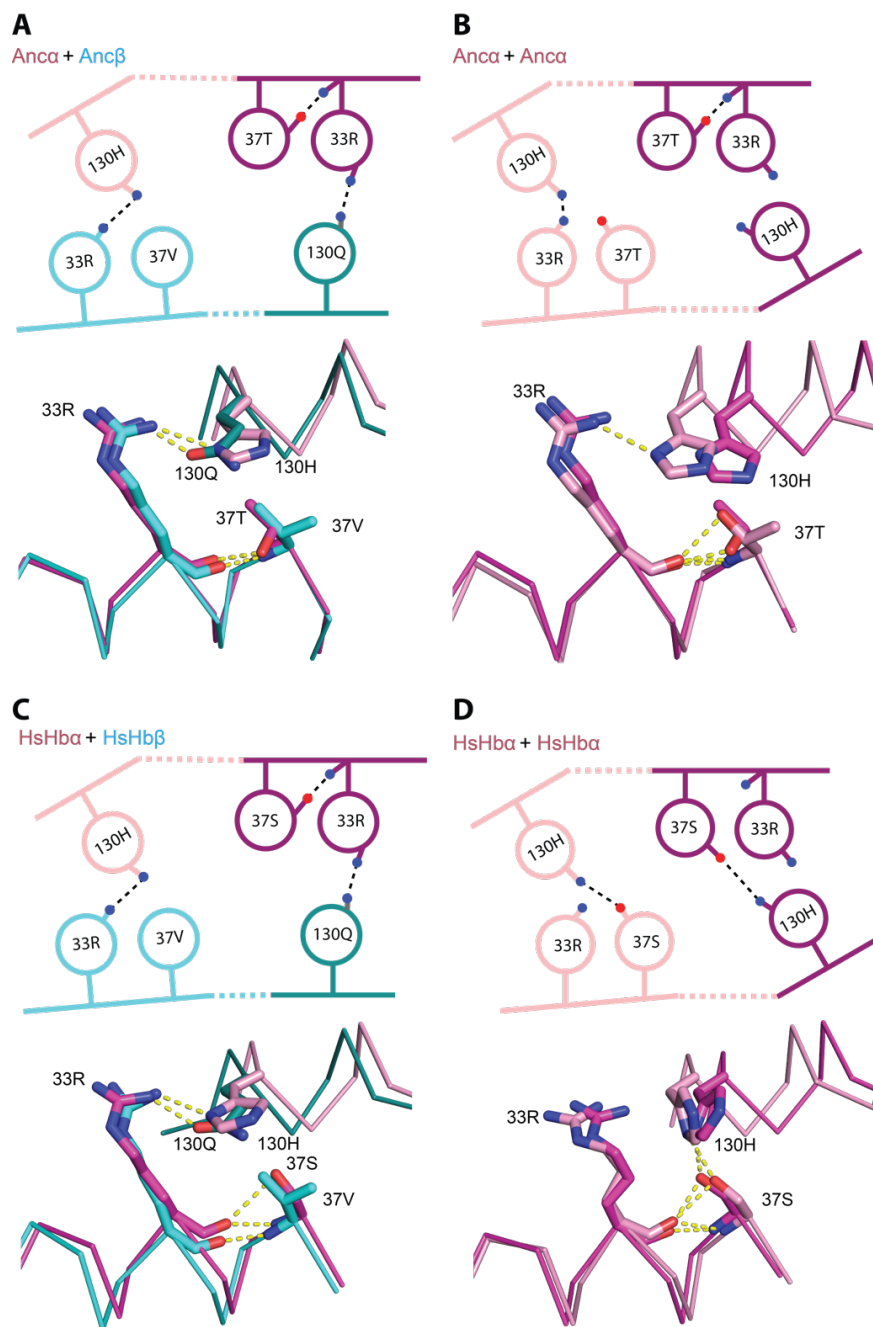 A
Ancα + Ancβ
130H
37T
33R
33R
37V
130Q
33R
130Q
130H
37T
37V
B
Ancα + Ancα
130H
37T
33R
33R
37T
130H
33R
130H
37T
C
HsHbα + HsHbβ
130H
37S
33R
33R
37V
130Q
33R
130Q
130H
37S
37V
D
HsHbα + HsHbα
130H
37S
33R
33R
37S
130H
33R
130H
37S